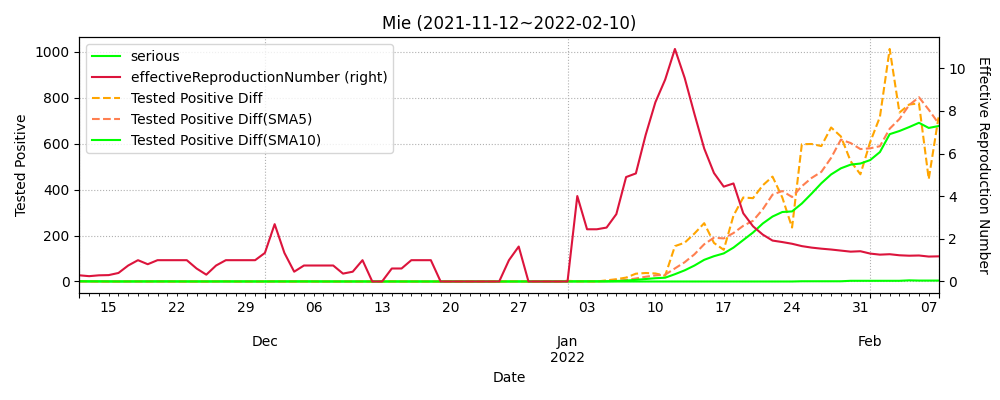 Mie (2021-11-12~2022-02-10)
serious
effectiveReproductionNumber (right)
Tested Positive Diff
Tested Positive Diff(SMA5)
Tested Positive Diff(SMA10)
Tested Positive
1000
800
600
400
200
0
Effective Reproduction Number
10
8
6
4
2
0
15 22 29 06 13 20 27 03 10 17 24 31 07
Dec Jan Feb
2022
Date